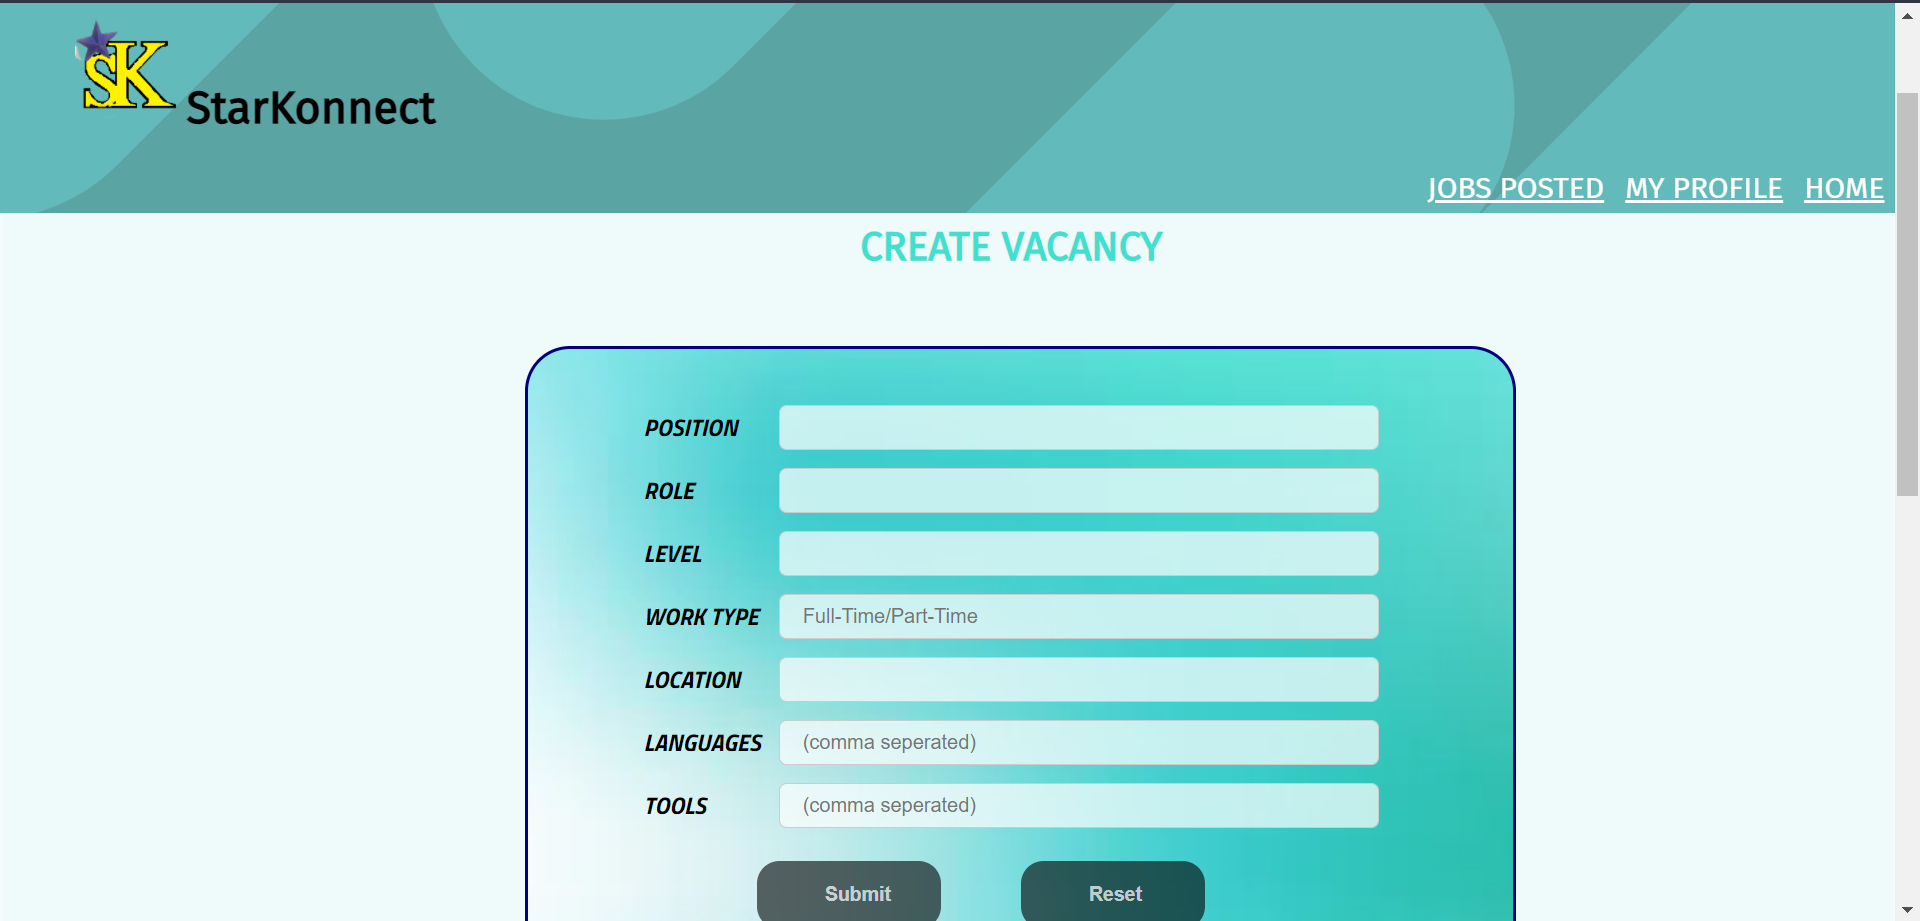 SK
StarKonnect
JOBS POSTED MY PROFILE HOME
CREATE VACANCY
POSITION
ROLE
LEVEL
WORK TYPE Full-Time/Part-Time
LOCATION
LANGUAGES (comma seperated)
TOOLS (comma seperated)
Submit Reset